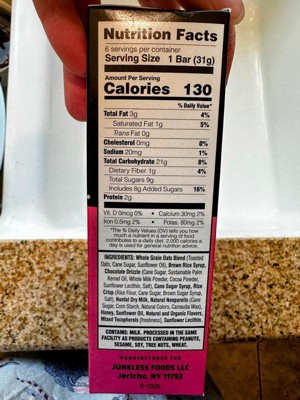 Nutrition Facts
6 servings per container
Serving Size 1 Bar (31g)
Amount Per Serving
Calories 130
% Daily Value*
Total Fat 3g 4%
Saturated Fat 1g 5%
Trans Fat 0g
Cholesterol 0mg 0%
Sodium 20mg 1%
Total Carbohydrate 21g 8%
Dietary Fiber 1g 4%
Total Sugars 9g
Includes 8g Added Sugars 16%
Protein 2g
Vit. D 0mcg 0% • Calcium 30mg 2%
Iron 0.5mg 2% • Potas. 80mg 2%
*The % Daily Values (DV) tells you how
much a nutrient in a serving of food
contributes to a daily diet. 2,000 calories a
day is used for general nutrition advice.
INGREDIENTS: Whole Grain Oats Blend (Toasted
Oats, Cane Sugar, Sunflower Oil), Brown Rice Syrup,
Chocolate Drizzle (Cane Sugar, Sustainable Palm
Kernel Oil, Whole Milk Powder, Cocoa Powder,
Sunflower Lecithin, Salt), Cane Sugar Syrup, Rice
Crisp (Rice Flour, Cane Sugar, Brown Sugar Syrup,
Salt), Nonfat Dry Milk, Natural Nonpareils (Cane
Sugar, Corn Starch, Natural Colors, Carnauba Wax),
Honey, Sunflower Oil, Natural and Organic Flavors,
Mixed Tocopherols (freshness), Sunflower Lecithin.
CONTAINS: MILK. PROCESSED IN THE SAME
FACILITY AS PRODUCTS CONTAINING PEANUTS,
SESAME, SOY, TREE NUTS, WHEAT.
MANUFACTURED FOR
JUNKLESS FOODS LLC
Jericho, NY 11753
© 2025